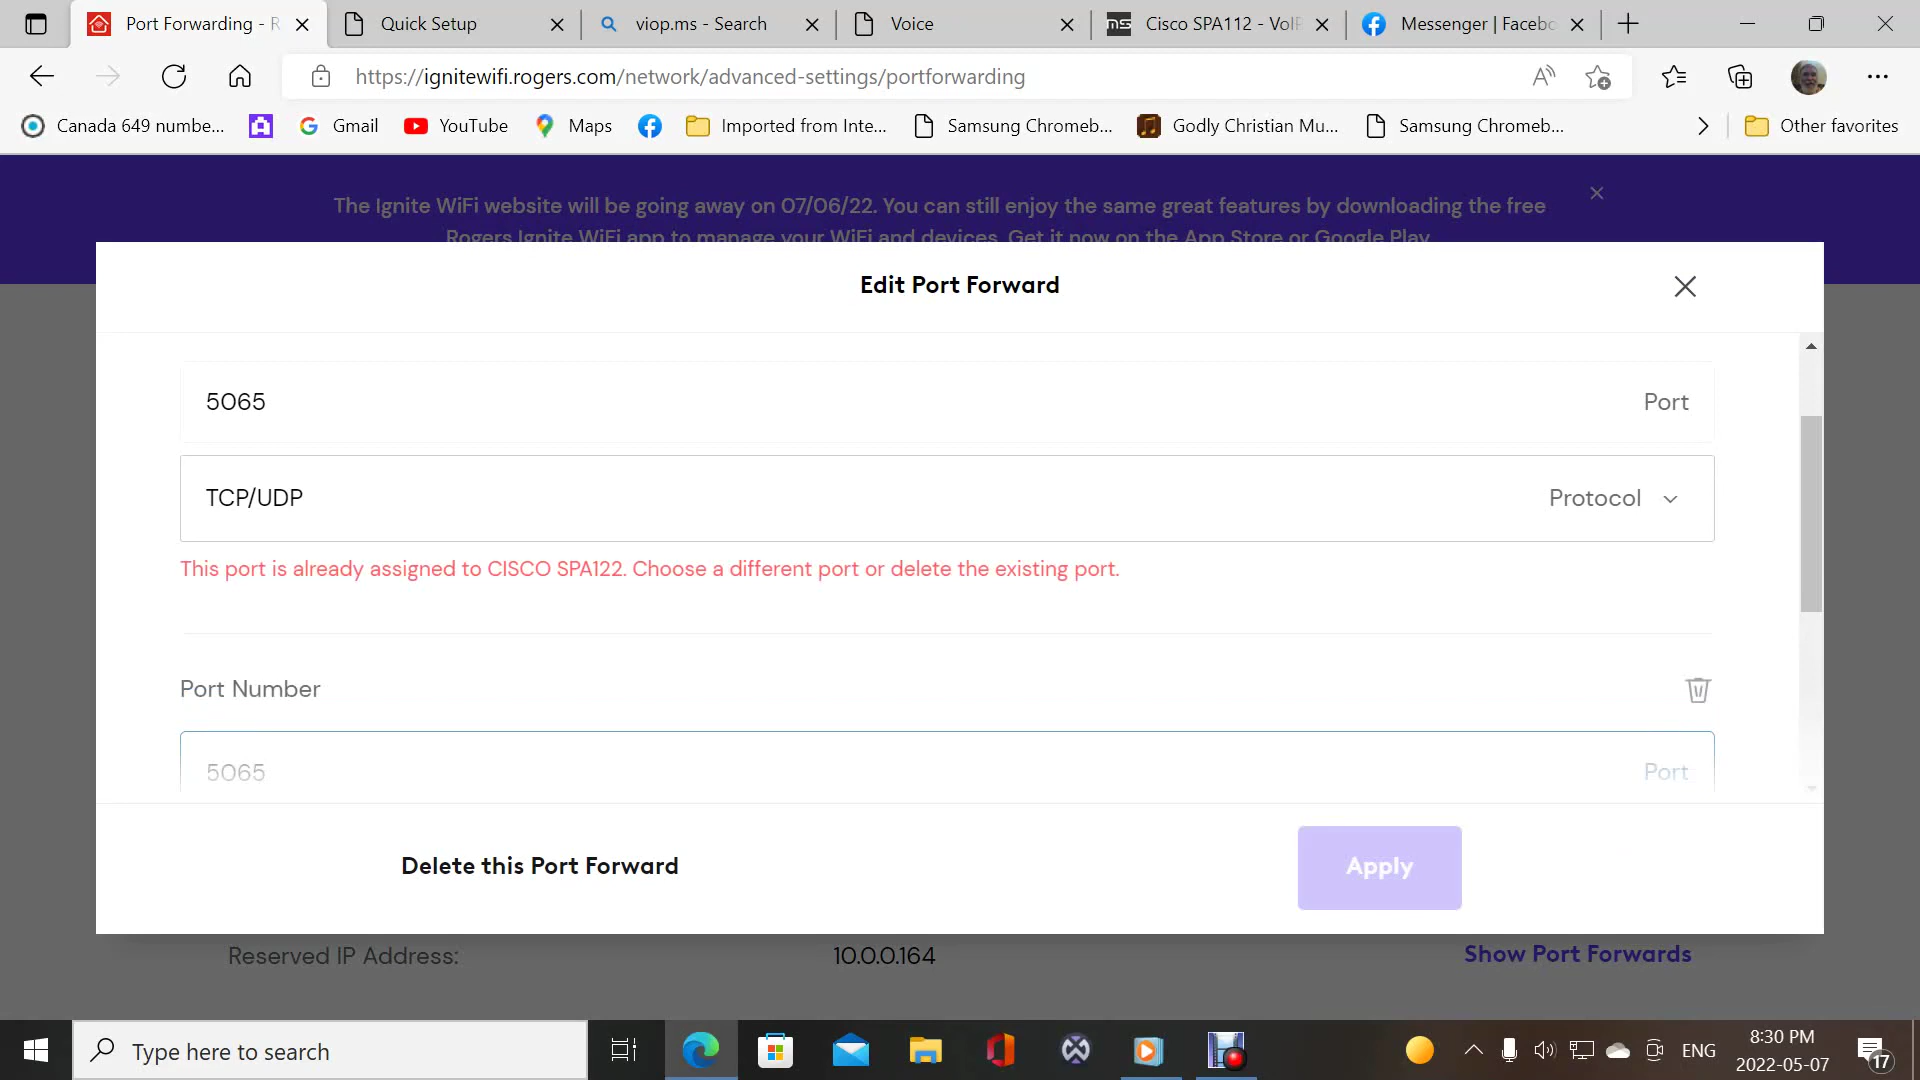 Port Forwarding - R
Quick Setup
viop.ms - Search
Voice
Cisco SPA112 - VoIP
Messenger | Facebo
https://ignitewifi.rogers.com/network/advanced-settings/portforwarding
Canada 649 numbe...
Gmail
YouTube
Maps
Imported from Inte...
Samsung Chromeb...
Godly Christian Mu...
Samsung Chromeb...
Other favorites
The Ignite WiFi website will be going away on 07/06/22. You can still enjoy the same great features by downloading the free
Rogers Ignite WiFi app to manage your WiFi and devices. Get it now on the App Store or Google Play.
Edit Port Forward
5065 Port
TCP/UDP Protocol
This port is already assigned to CISCO SPA122. Choose a different port or delete the existing port.
Port Number
5065 Port
Delete this Port Forward
Apply
Reserved IP Address: 10.0.0.164 Show Port Forwards
Type here to search
ENG
8:30 PM
2022-05-07
17